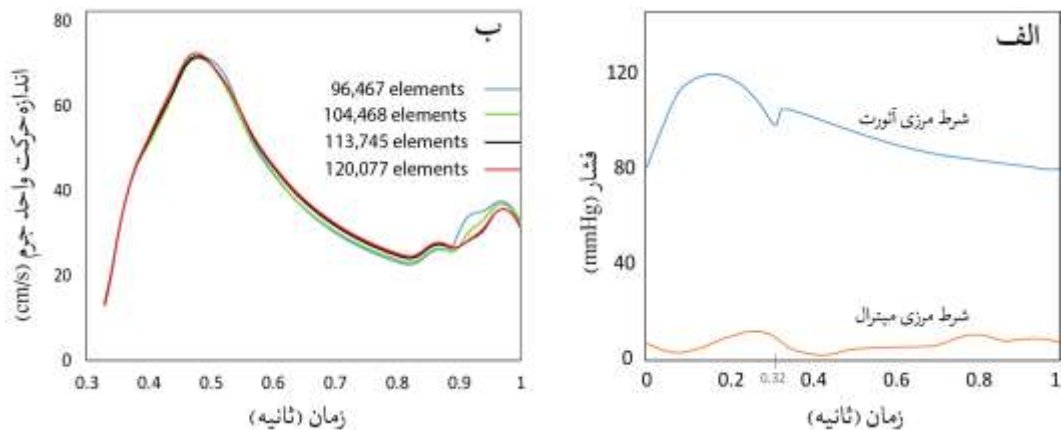 ب
80
60
40
20
0
0.3 0.4 0.5 0.6 0.7 0.8 0.9 1
96,467 elements
104,468 elements
113,745 elements
120,077 elements
اندازه حرکت واحد جرم (cm/s)
زمان (ثانیه)
الف
120
80
40
0
0 0.2 0.32 0.4 0.6 0.8 1
شرط مرزی آئورت
شرط مرزی میترال
فشار (mmHg)
زمان (ثانیه)